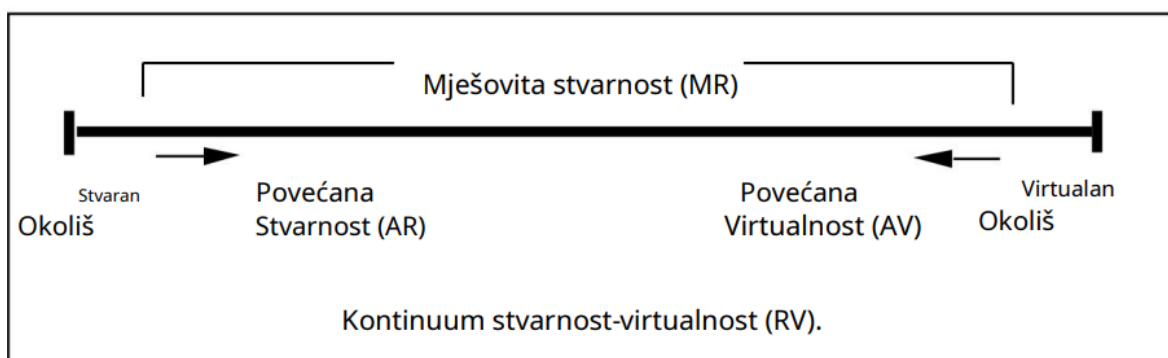 Mješovita stvarnost (MR)
Stvaran
Okoliš
Povećana
Stvarnost (AR)
Povećana
Virtualnost (AV)
Virtualan
Okoliš
Kontinuum stvarnost-virtualnost (RV).